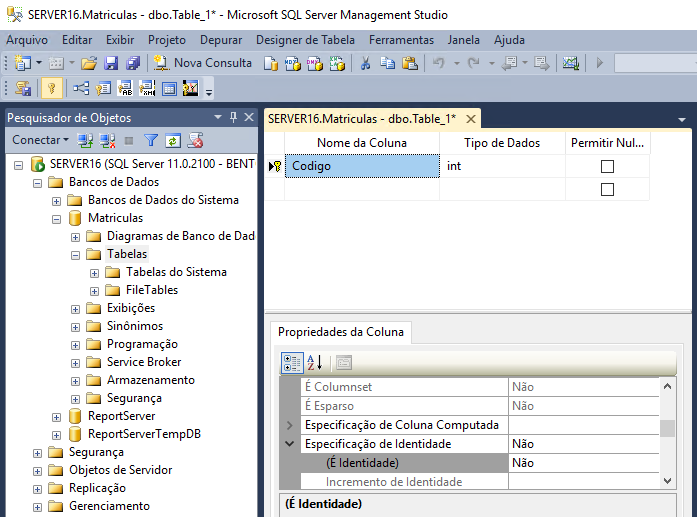 SERVER16.Matriculas - dbo.Table_1* - Microsoft SQL Server Management Studio
Arquivo Editar Exibir Projeto Depurar Designer de Tabela Ferramentas Janela Ajuda
Nova Consulta
Pesquisador de Objetos
Conectar
SERVER16 (SQL Server 11.0.2100 - BENT
Bancos de Dados
Bancos de Dados do Sistema
Matriculas
Diagramas de Banco de Dad
Tabelas
Tabelas do Sistema
FileTables
Exibições
Sinônimos
Programação
Service Broker
Armazenamento
Segurança
ReportServer
ReportServerTempDB
Segurança
Objetos de Servidor
Replicação
Gerenciamento
SERVER16.Matriculas - dbo.Table_1*
Nome da Coluna Tipo de Dados Permitir Nul...
Codigo int
Propriedades da Coluna
É Columnset Não
É Esparso Não
Especificação de Coluna Computada
Especificação de Identidade Não
(É Identidade) Não
Incremento de Identidade
(É Identidade)